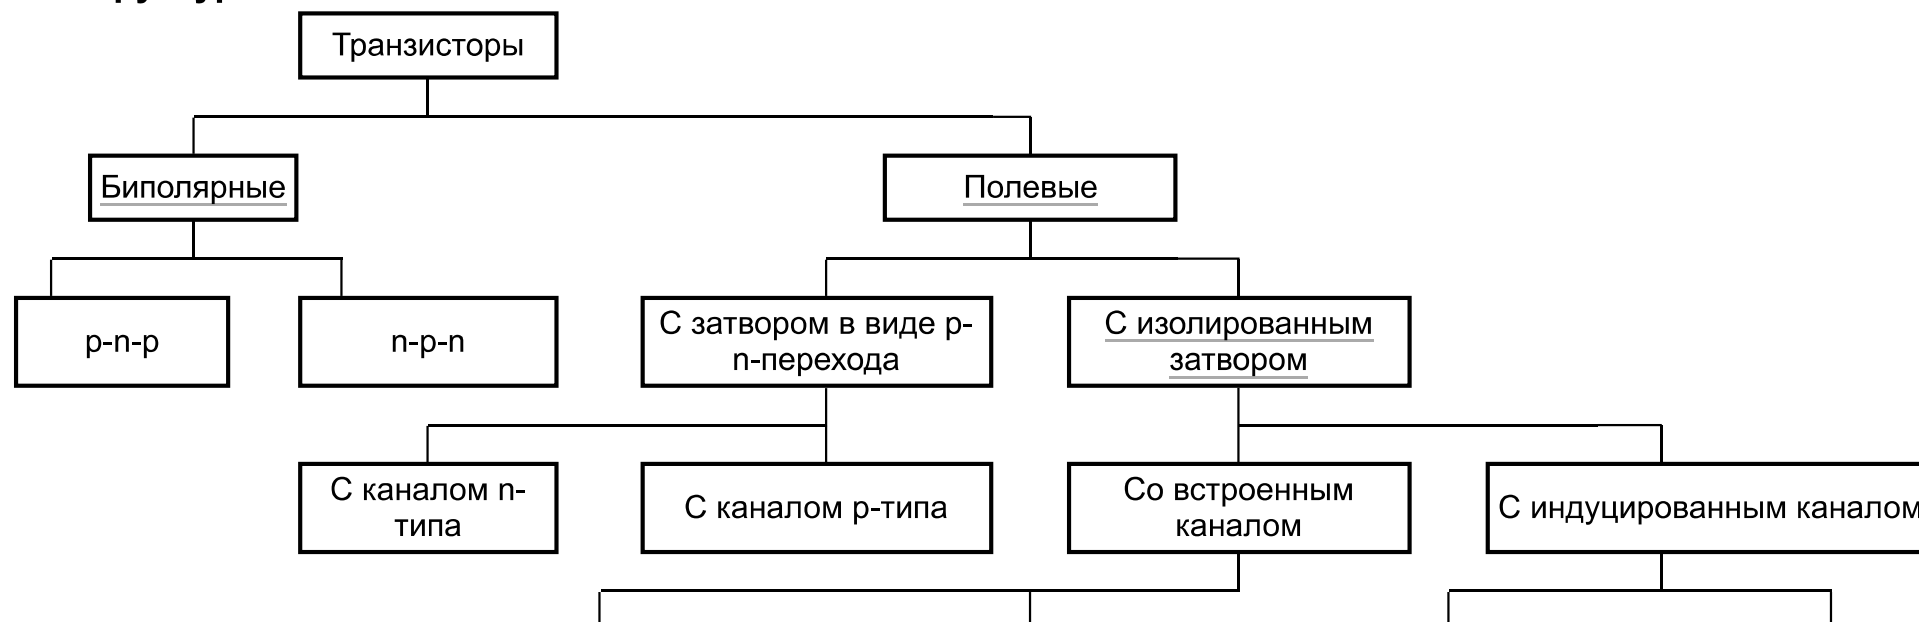 Транзисторы
Биполярные
Полевые
p-n-p
n-p-n
С затвором в виде p-
n-перехода
С изолированным
затвором
С каналом n-
типа
С каналом p-типа
Со встроенным
каналом
С индуцированным каналом